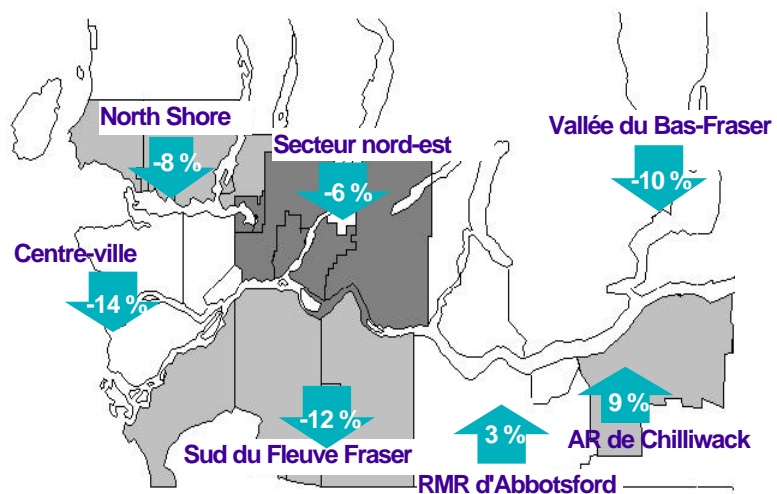 North Shore
-8 %
Secteur nord-est
-6 %
Vallée du Bas-Fraser
-10 %
Centre-ville
-14 %
-12 %
Sud du Fleuve Fraser
3 %
RMR d'Abbotsford
9 %
AR de Chilliwack